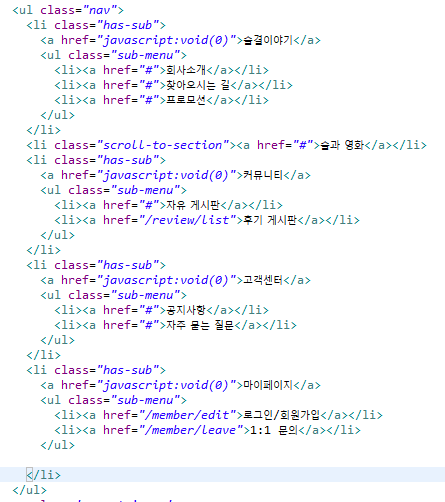 <ul class="nav">
<li class="has-sub">
<a href="javascript:void(0)">술결이야기</a>
<ul class="sub-menu">
<li><a href="#">회사소개</a></li>
<li><a href="#">찾아오시는 길</a></li>
<li><a href="#">프로모션</a></li>
</ul>
</li>
<li class="scroll-to-section"><a href="#">술과 영화</a></li>
<li class="has-sub">
<a href="javascript:void(0)">커뮤니티</a>
<ul class="sub-menu">
<li><a href="#">자유 게시판</a></li>
<li><a href="/review/list">후기 게시판</a></li>
</ul>
</li>
<li class="has-sub">
<a href="javascript:void(0)">고객센터</a>
<ul class="sub-menu">
<li><a href="#">공지사항</a></li>
<li><a href="#">자주 묻는 질문</a></li>
</ul>
</li>
<li class="has-sub">
<a href="javascript:void(0)">마이페이지</a>
<ul class="sub-menu">
<li><a href="/member/edit">로그인/회원가입</a></li>
<li><a href="/member/leave">1:1 문의</a></li>
</ul>
</li>
</ul>